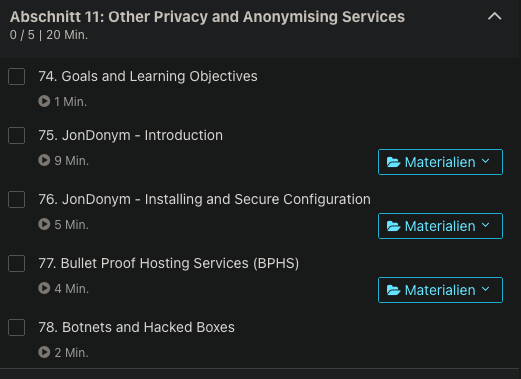 Abschnitt 11: Other Privacy and Anonymising Services
0 / 5 | 20 Min.
74. Goals and Learning Objectives
1 Min.
75. JonDonym - Introduction
9 Min.
Materialien
76. JonDonym - Installing and Secure Configuration
5 Min.
Materialien
77. Bullet Proof Hosting Services (BPHS)
4 Min.
Materialien
78. Botnets and Hacked Boxes
2 Min.